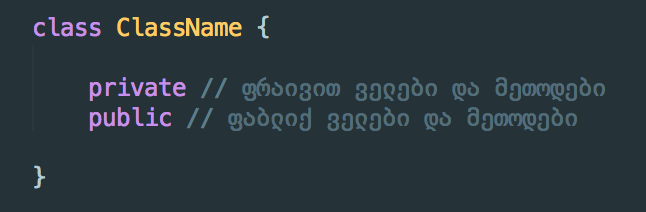 class ClassName {
private // ფრაივით ველები და მეთოდები
public // ფაბლიქ ველები და მეთოდები
}